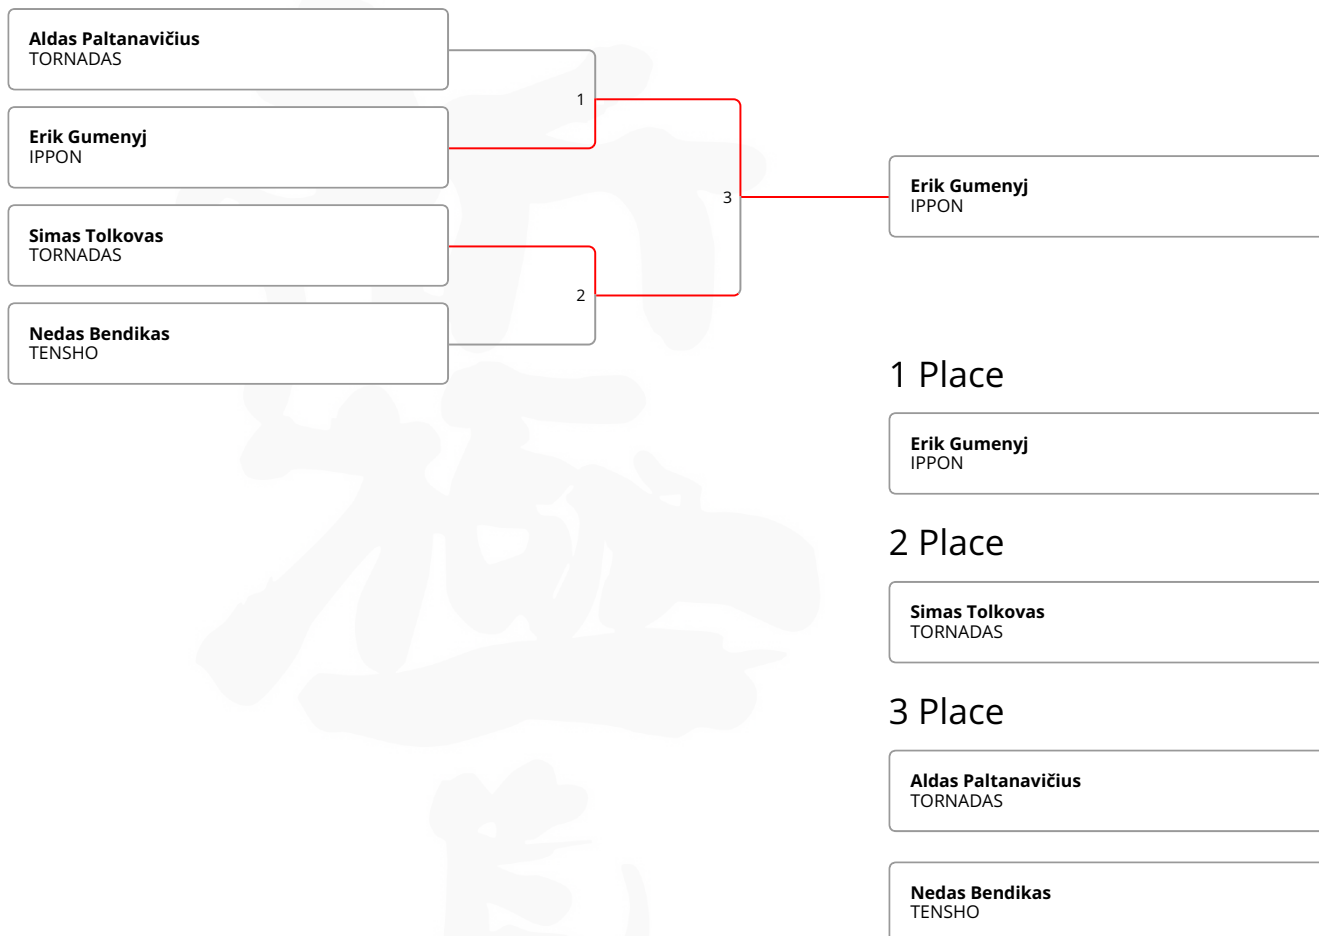 Aldas Paltanavičius
TORNADAS
1
Erik Gumenyj
IPPON
3
Erik Gumenyj
IPPON
Simas Tolkovas
TORNADAS
2
Nedas Bendikas
TENSHO
1 Place
Erik Gumenyj
IPPON
2 Place
Simas Tolkovas
TORNADAS
3 Place
Aldas Paltanavičius
TORNADAS
Nedas Bendikas
TENSHO